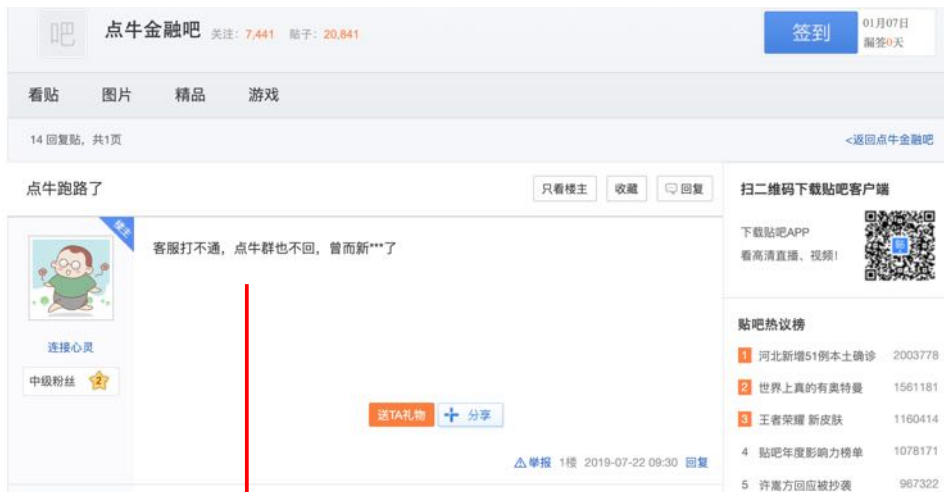 吧 点牛金融吧 关注：7,441 贴子：20,841
签到 01月07日
漏签0天
看贴 图片 精品 游戏
14 回复贴，共1页 <返回点牛金融吧
点牛跑路了 只看楼主 收藏 回复
楼主
客服打不通，点牛群也不回，曾而新***了
连接心灵
中级粉丝 2
送TA礼物 分享
举报 1楼 2019-07-22 09:30 回复
扫二维码下载贴吧客户端
下载贴吧APP
看高清直播、视频！
贴
贴吧热议榜
1 河北新增51例本土确诊 2003778
2 世界上真的有奥特曼 1561181
3 王者荣耀 新皮肤 1160414
4 贴吧年度影响力榜单 1078171
5 许嵩方回应被抄袭 967322